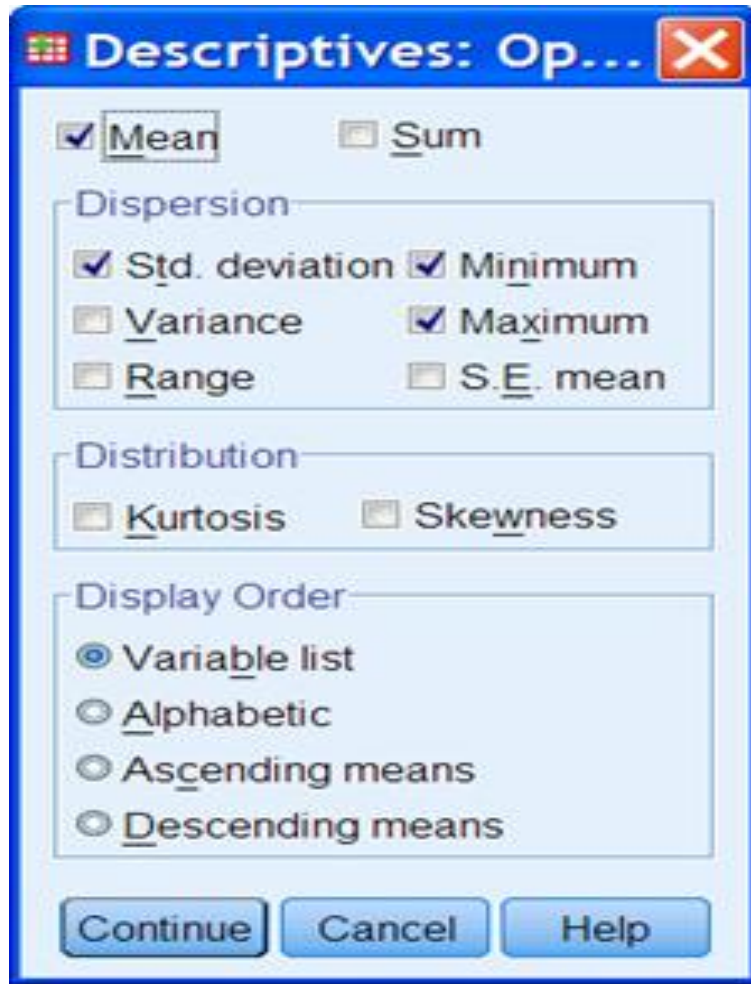 Descriptives: Op...
Mean Sum
Dispersion
Std. deviation Minimum
Variance Maximum
Range S.E. mean
Distribution
Kurtosis Skewness
Display Order
Variable list
Alphabetic
Ascending means
Descending means
Continue Cancel Help